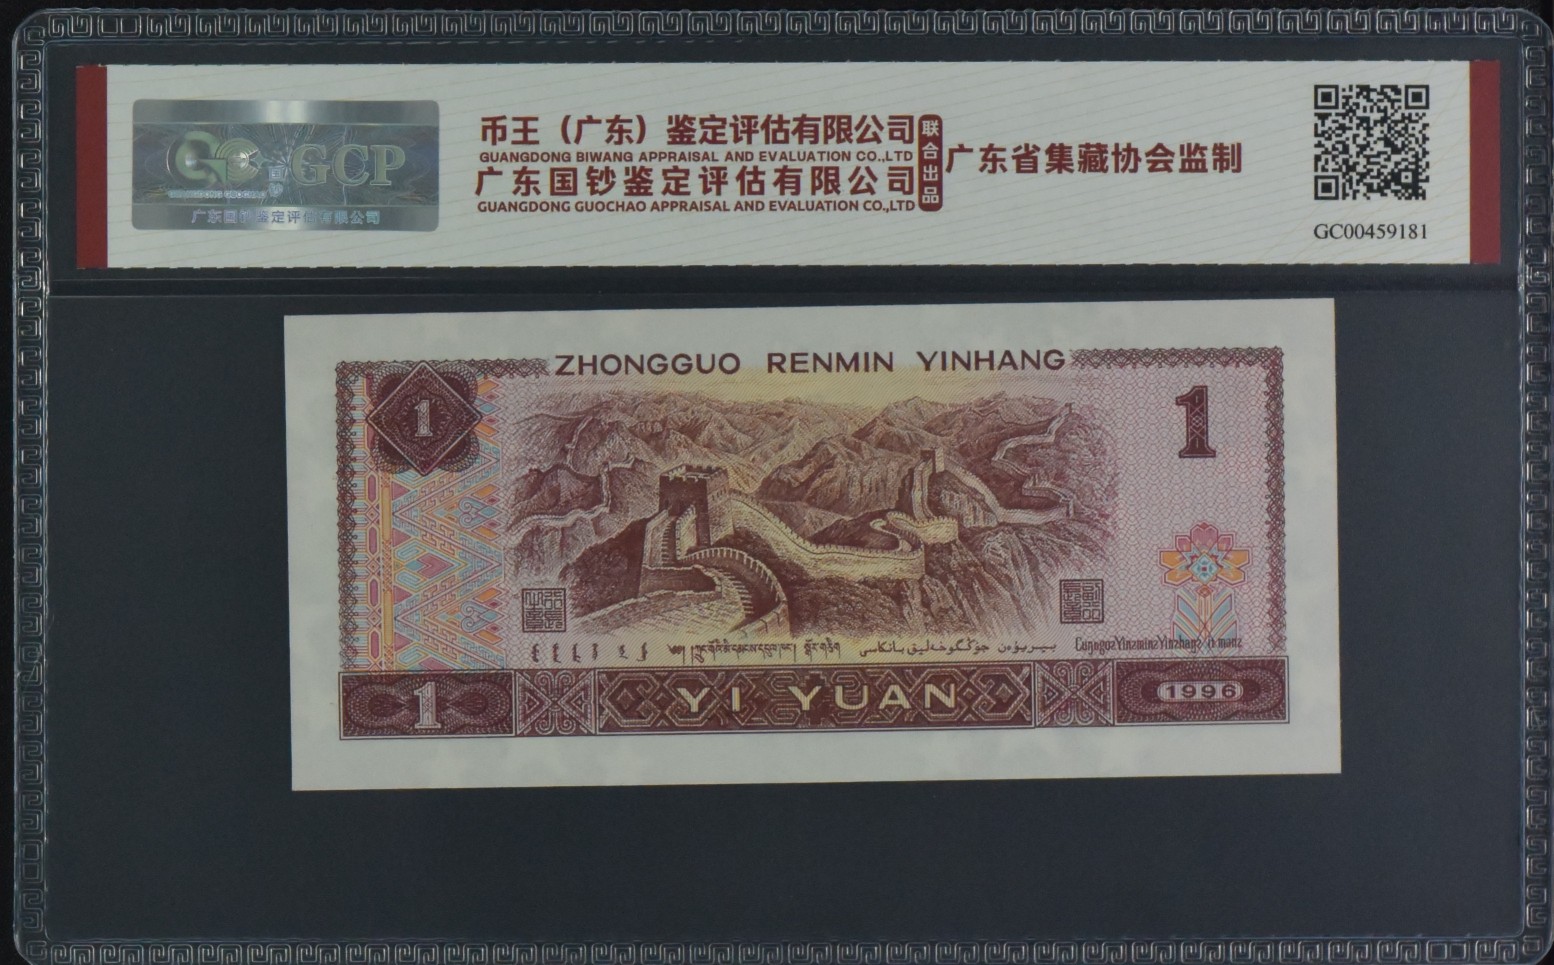 GCP
广东国钞鉴定评估有限公司
币王（广东）鉴定评估有限公司
GUANGDONG BIWANG APPRAISAL AND EVALUATION CO.,LTD
广东国钞鉴定评估有限公司
GUANGDONG GUOCHAO APPRAISAL AND EVALUATION CO.,LTD
联合出品
广东省集藏协会监制
GC00459181
ZHONGGUO RENMIN YINHANG
1
1
1
YI YUAN
1996